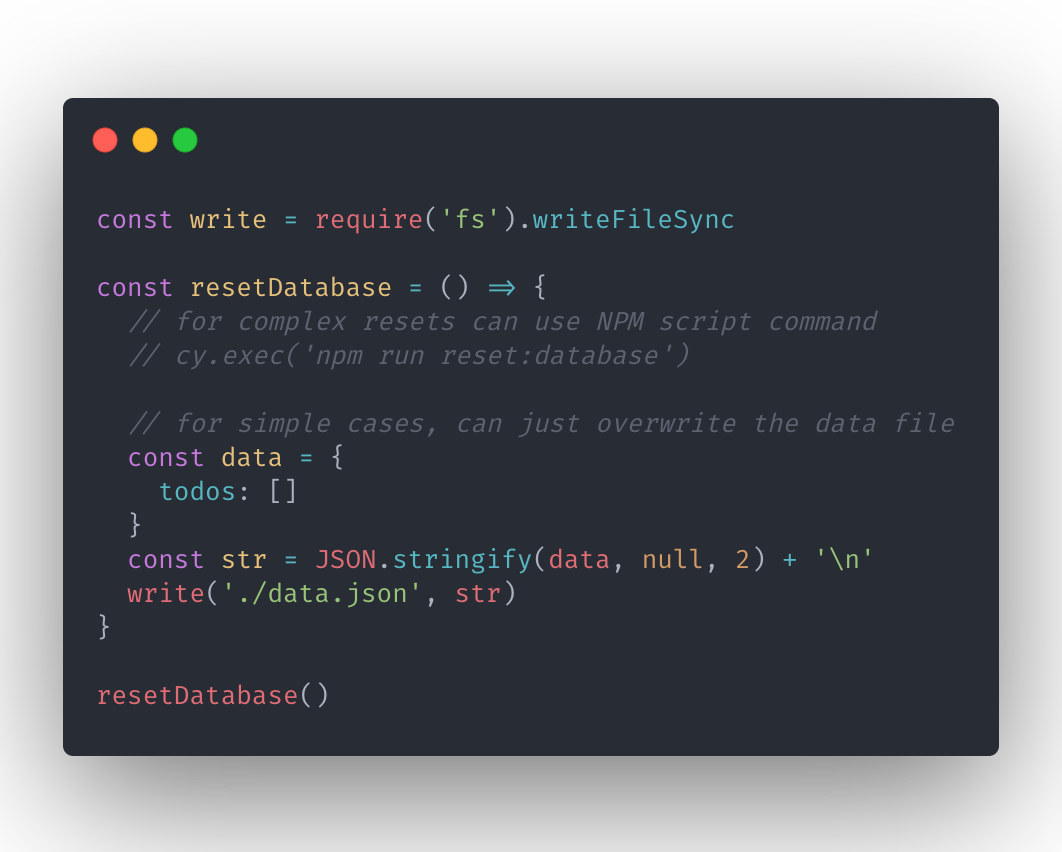 const write = require('fs').writeFileSync
const resetDatabase = () => {
// for complex resets can use NPM script command
// cy.exec('npm run reset:database')
// for simple cases, can just overwrite the data file
const data = {
todos: []
}
const str = JSON.stringify(data, null, 2) + '\n'
write('./data.json', str)
}
resetDatabase()